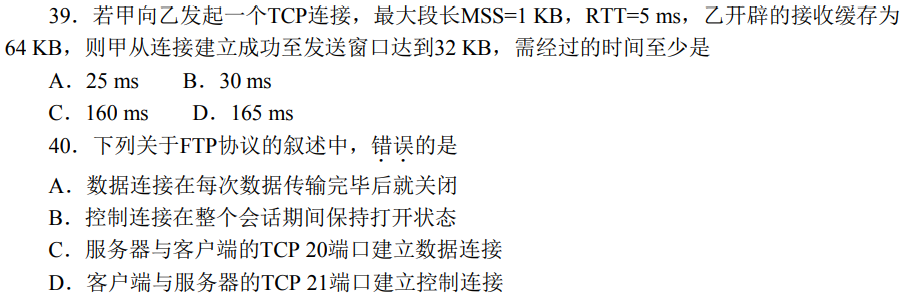 39．若甲向乙发起一个TCP连接，最大段长MSS=1 KB，RTT=5 ms，乙开辟的接收缓存为
64 KB，则甲从连接建立成功至发送窗口达到32 KB，需经过的时间至少是
A．25 ms B．30 ms
C．160 ms D．165 ms
40．下列关于FTP协议的叙述中，错误的是
A．数据连接在每次数据传输完毕后就关闭
B．控制连接在整个会话期间保持打开状态
C．服务器与客户端的TCP 20端口建立数据连接
D．客户端与服务器的TCP 21端口建立控制连接